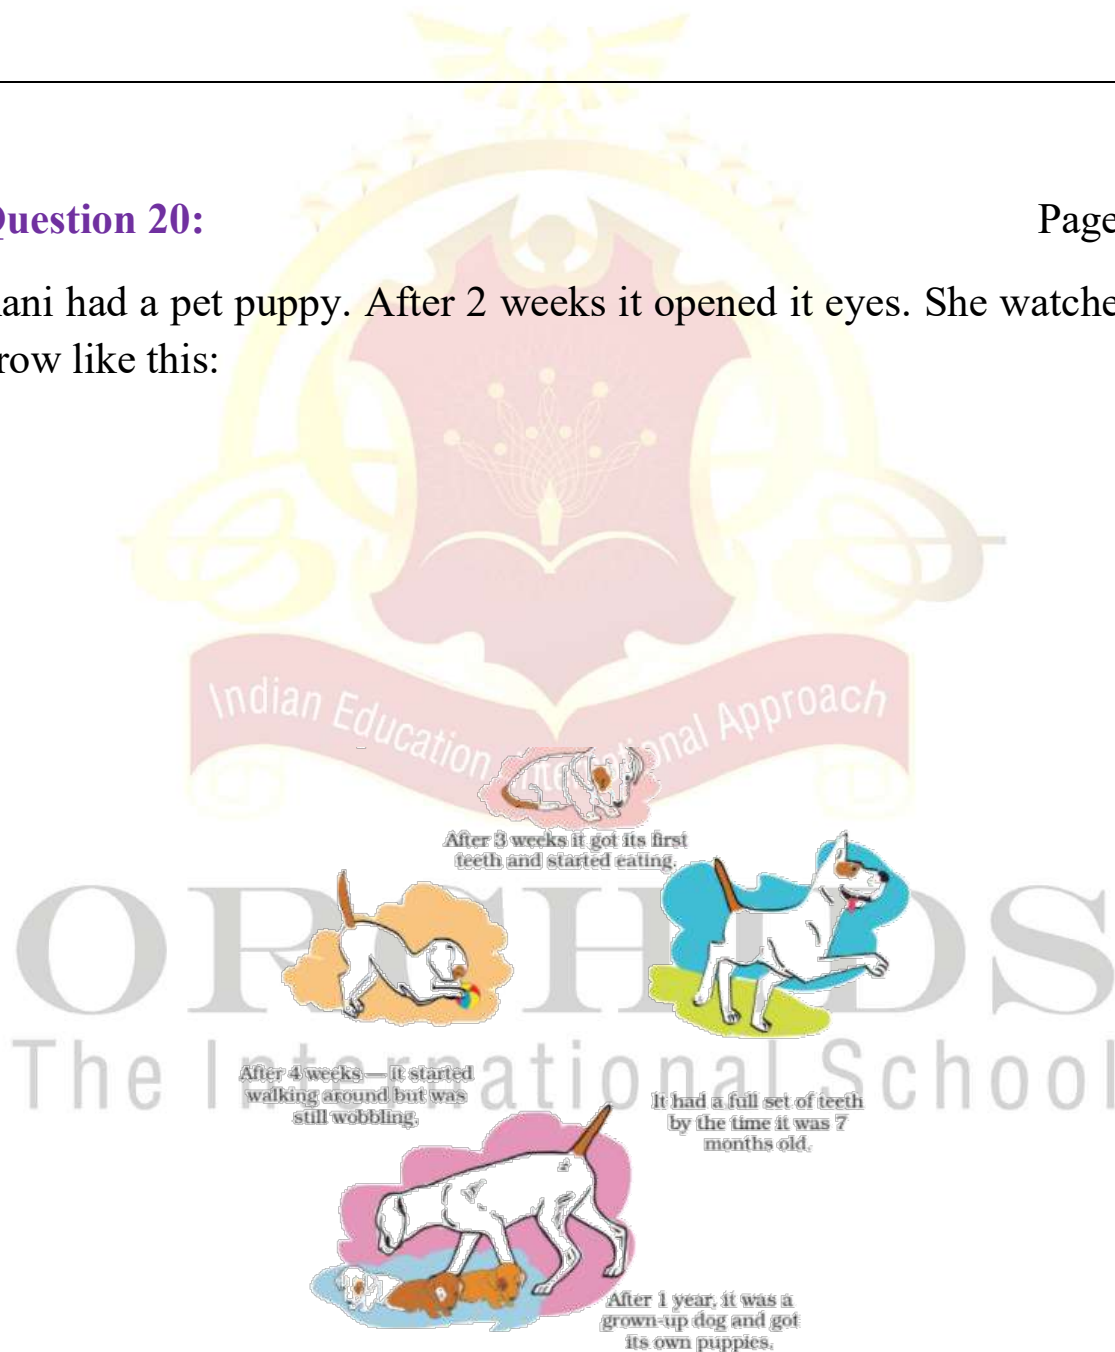 Question 20:
Page
ani had a pet puppy. After 2 weeks it opened it eyes. She watche
row like this:
Indian Education, International Approach
After 3 weeks it got its first
teeth and started eating.
ORCHIDS
The International School
After 4 weeks — it started
walking around but was
still wobbling.
It had a full set of teeth
by the time it was 7
months old.
After 1 year, it was a
grown-up dog and got
its own puppies.